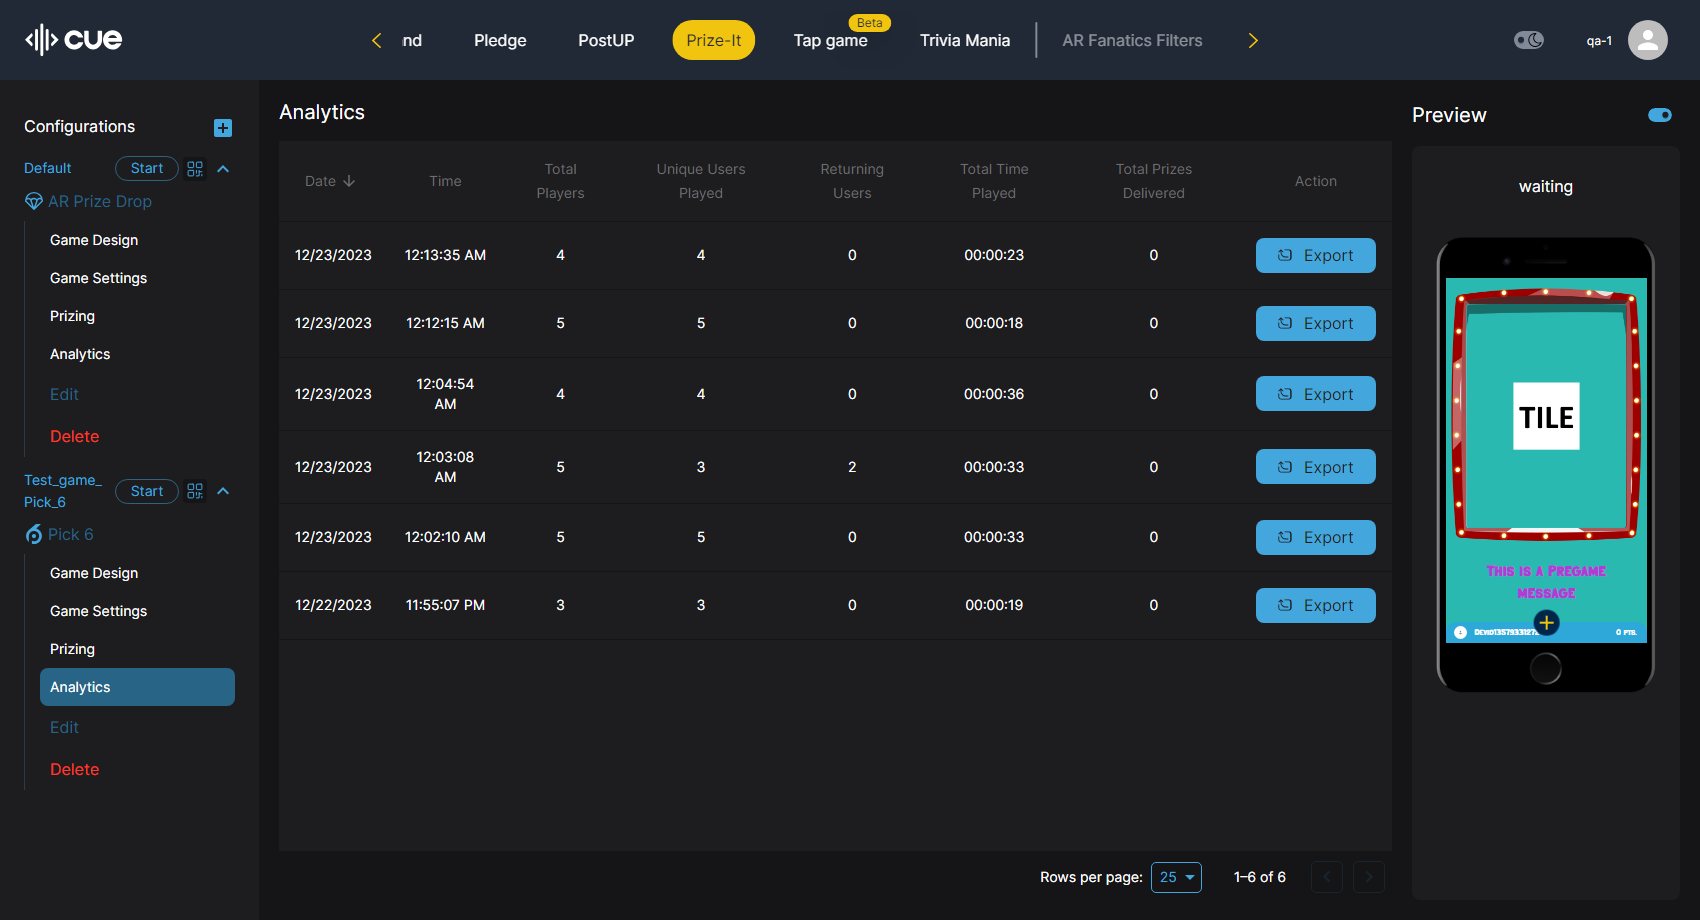 cue
nd
Pledge
PostUP
Prize-It
Beta
Tap game
Trivia Mania
AR Fanatics Filters
qa-1
Configurations
Default
Start
AR Prize Drop
Game Design
Game Settings
Prizing
Analytics
Edit
Delete
Test_game_
Pick_6
Start
Pick 6
Game Design
Game Settings
Prizing
Analytics
Edit
Delete
Analytics
Date Time Total Players Unique Users Played Returning Users Total Time Played Total Prizes Delivered Action
12/23/2023 12:13:35 AM 4 4 0 00:00:23 0 Export
12/23/2023 12:12:15 AM 5 5 0 00:00:18 0 Export
12/23/2023 12:04:54 AM 4 4 0 00:00:36 0 Export
12/23/2023 12:03:08 AM 5 3 2 00:00:33 0 Export
12/23/2023 12:02:10 AM 5 5 0 00:00:33 0 Export
12/22/2023 11:55:07 PM 3 3 0 00:00:19 0 Export
Rows per page: 25 1–6 of 6
Preview
waiting
TILE
THIS IS A PREGAME
MESSAGE
0 PTS.